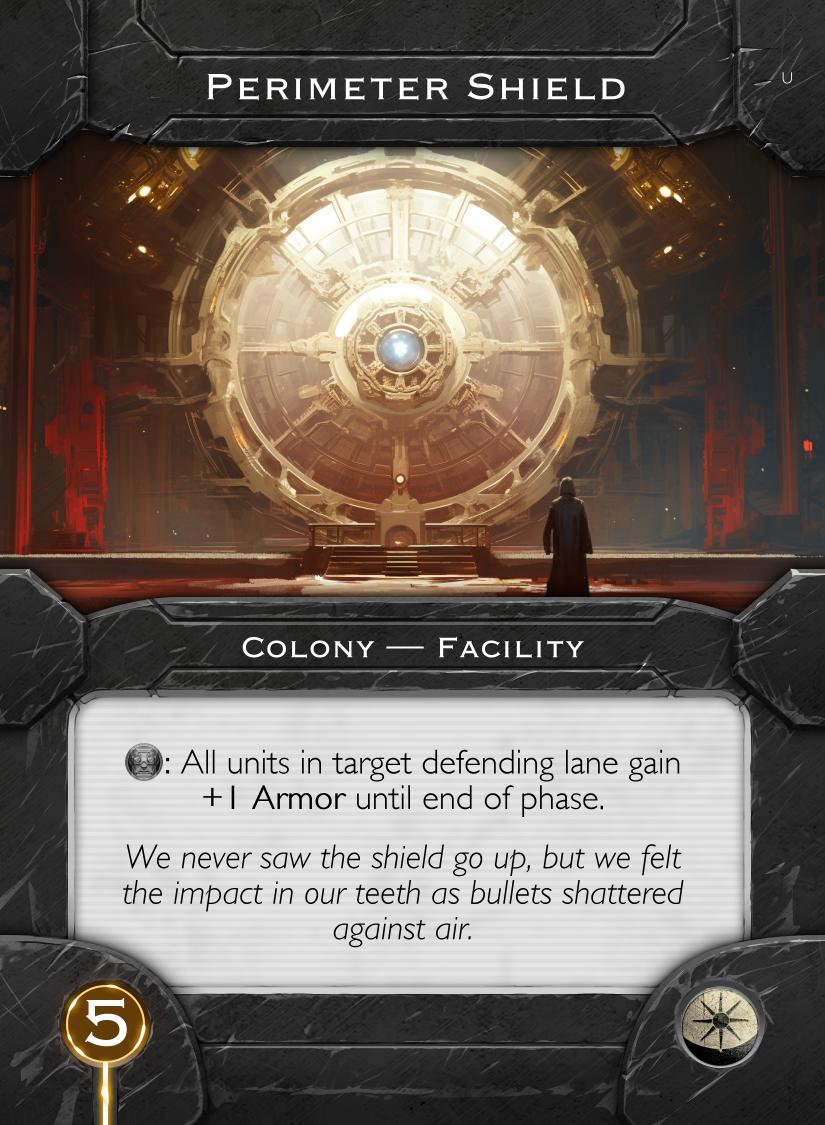 Perimeter Shield
U
Colony — Facility
: All units in target defending lane gain
+1 Armor until end of phase.
We never saw the shield go up, but we felt
the impact in our teeth as bullets shattered
against air.
5